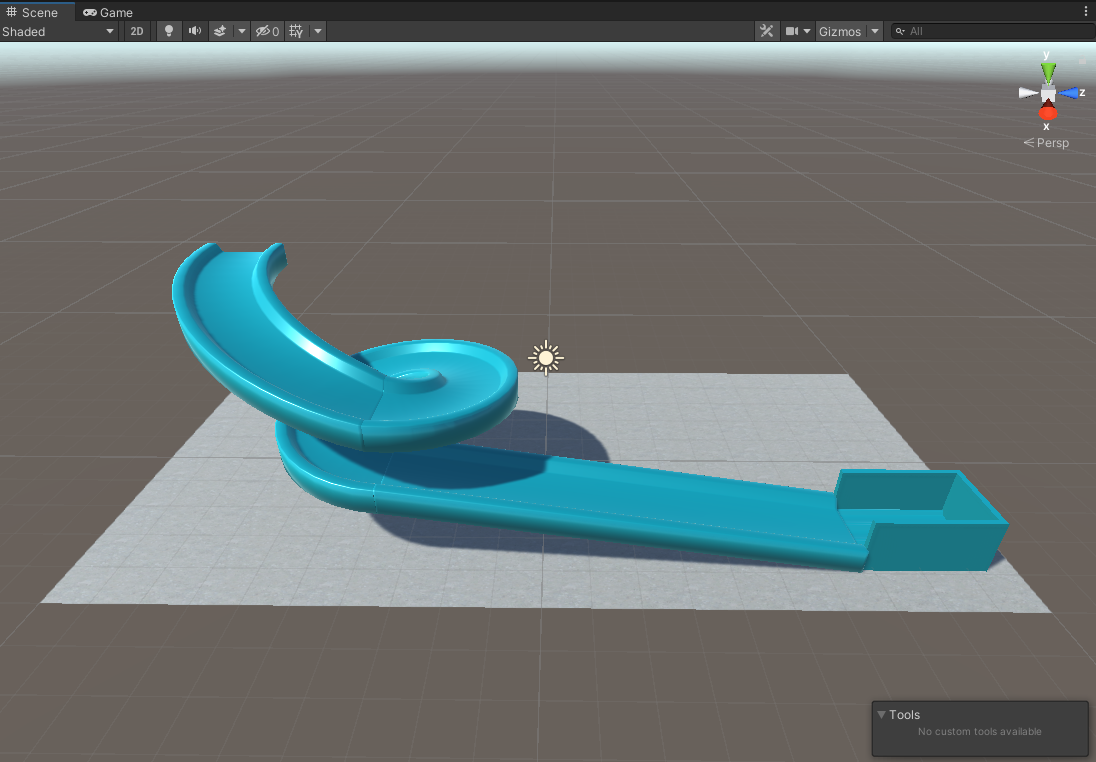 Scene Game
Shaded 2D 0 Gizmos All
y
z
x
Persp
Tools
No custom tools available